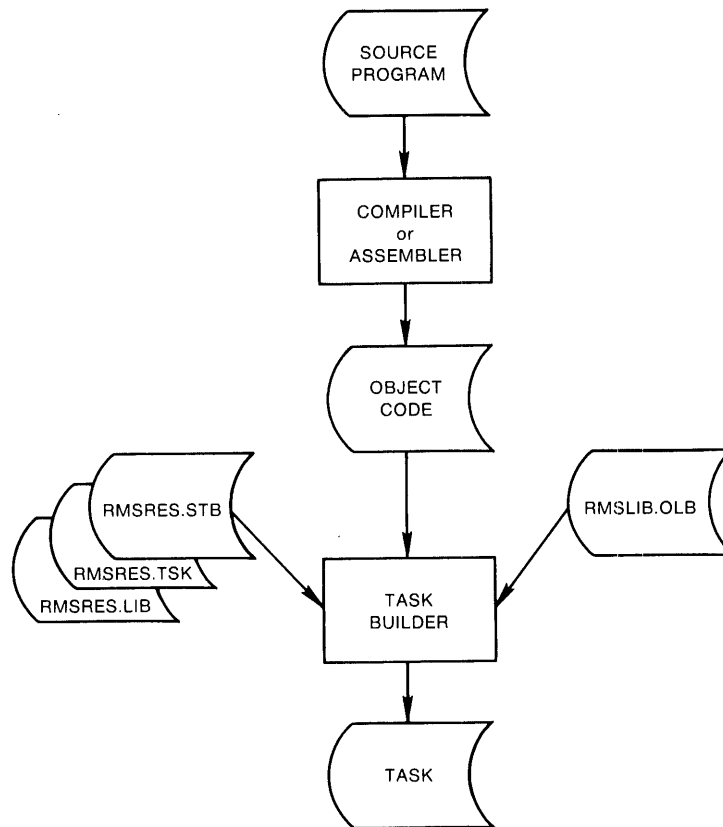 SOURCE
PROGRAM
COMPILER
or
ASSEMBLER
OBJECT
CODE
RMSRES.STB
RMSLIB.OLB
RMSRES.TSK
RMSRES.LIB
TASK
BUILDER
TASK